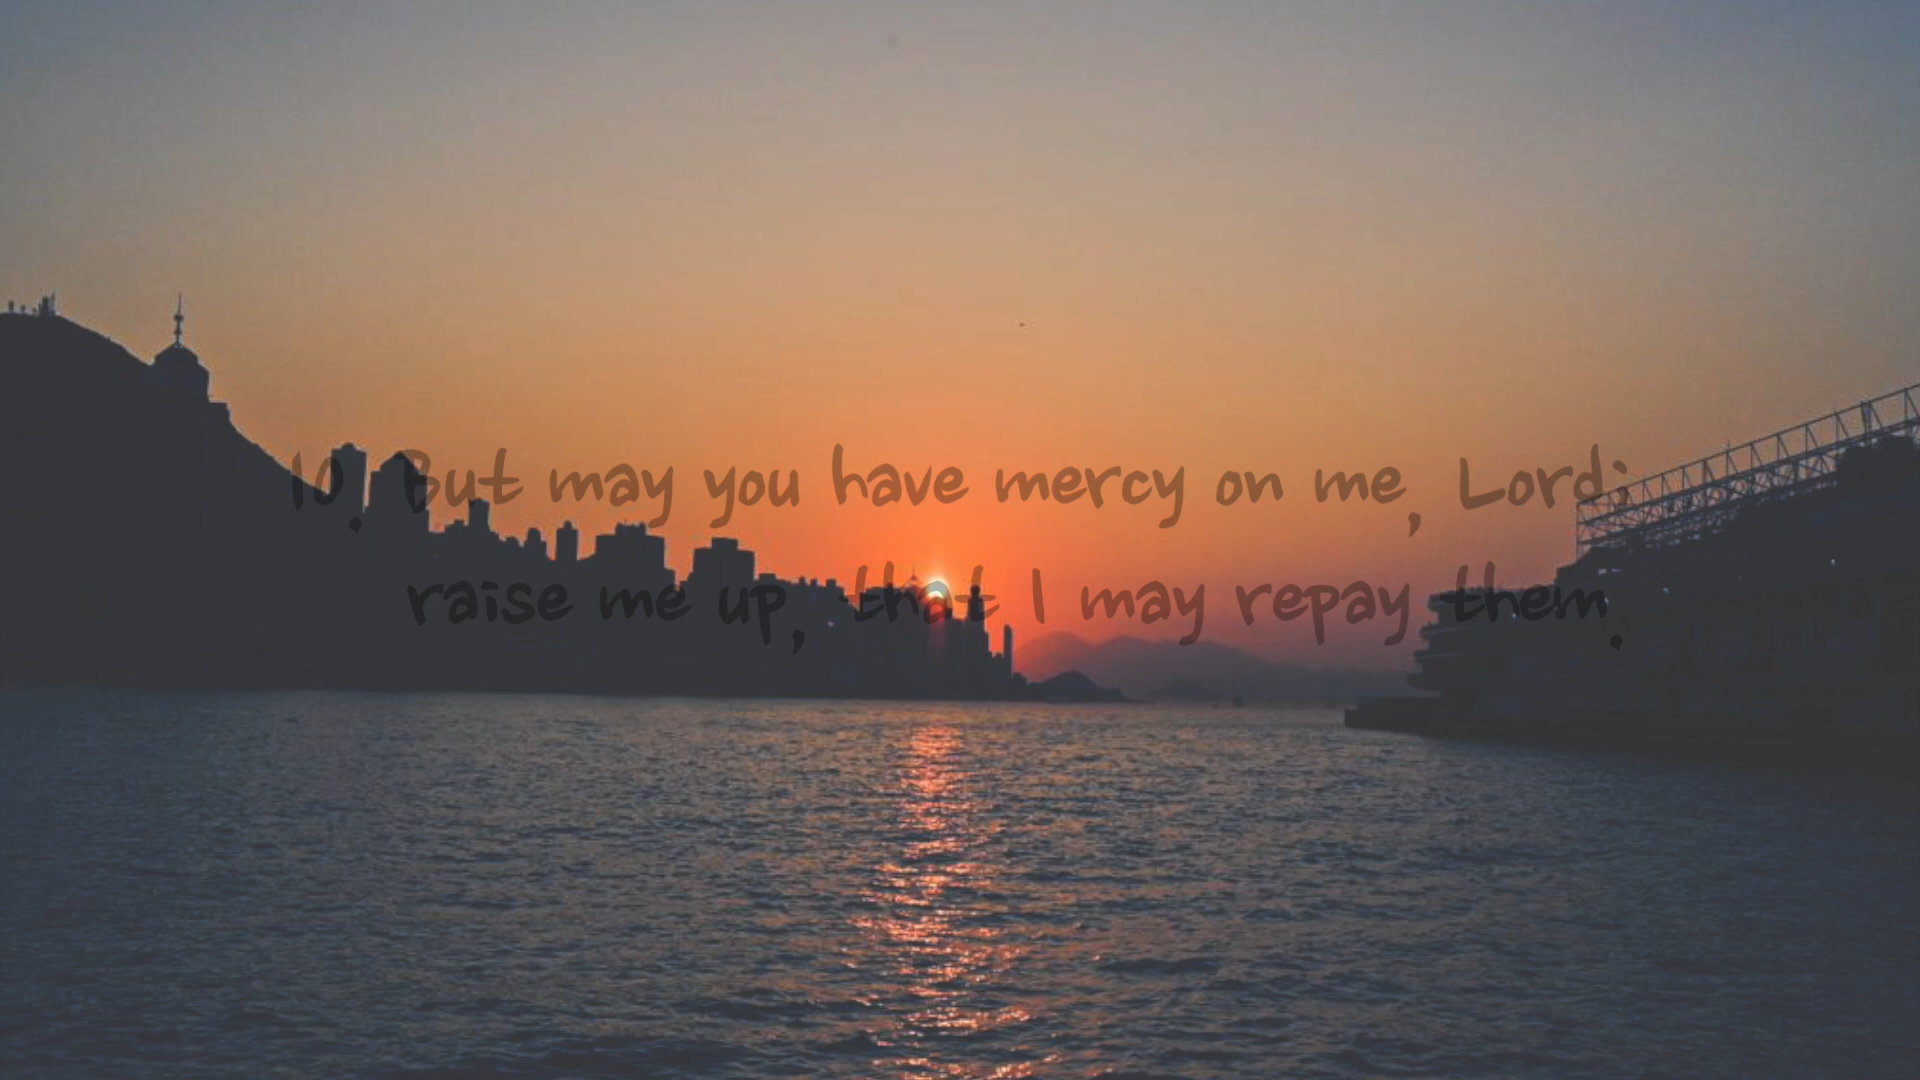 10. But may you have mercy on me, Lord;
raise me up, that I may repay them.